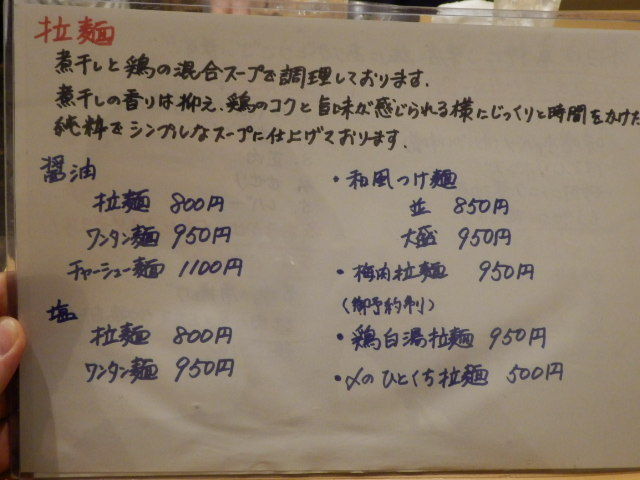 拉麺
煮干しと鶏の混合スープを調理しております.
煮干しの香りは抑え、鶏のコクと旨味が感じられる様にじっくりと時間をかけた
純粋でシンプルなスープに仕上げております.
醤油
拉麺 800円
ワンタン麺 950円
チャーシュー麺 1100円
塩
拉麺 800円
ワンタン麺 950円
・和風つけ麺
並 850円
大盛 950円
・梅肉拉麺 950円
(御予約制)
・鶏白湯拉麺 950円
・〆のひとくち拉麺 500円